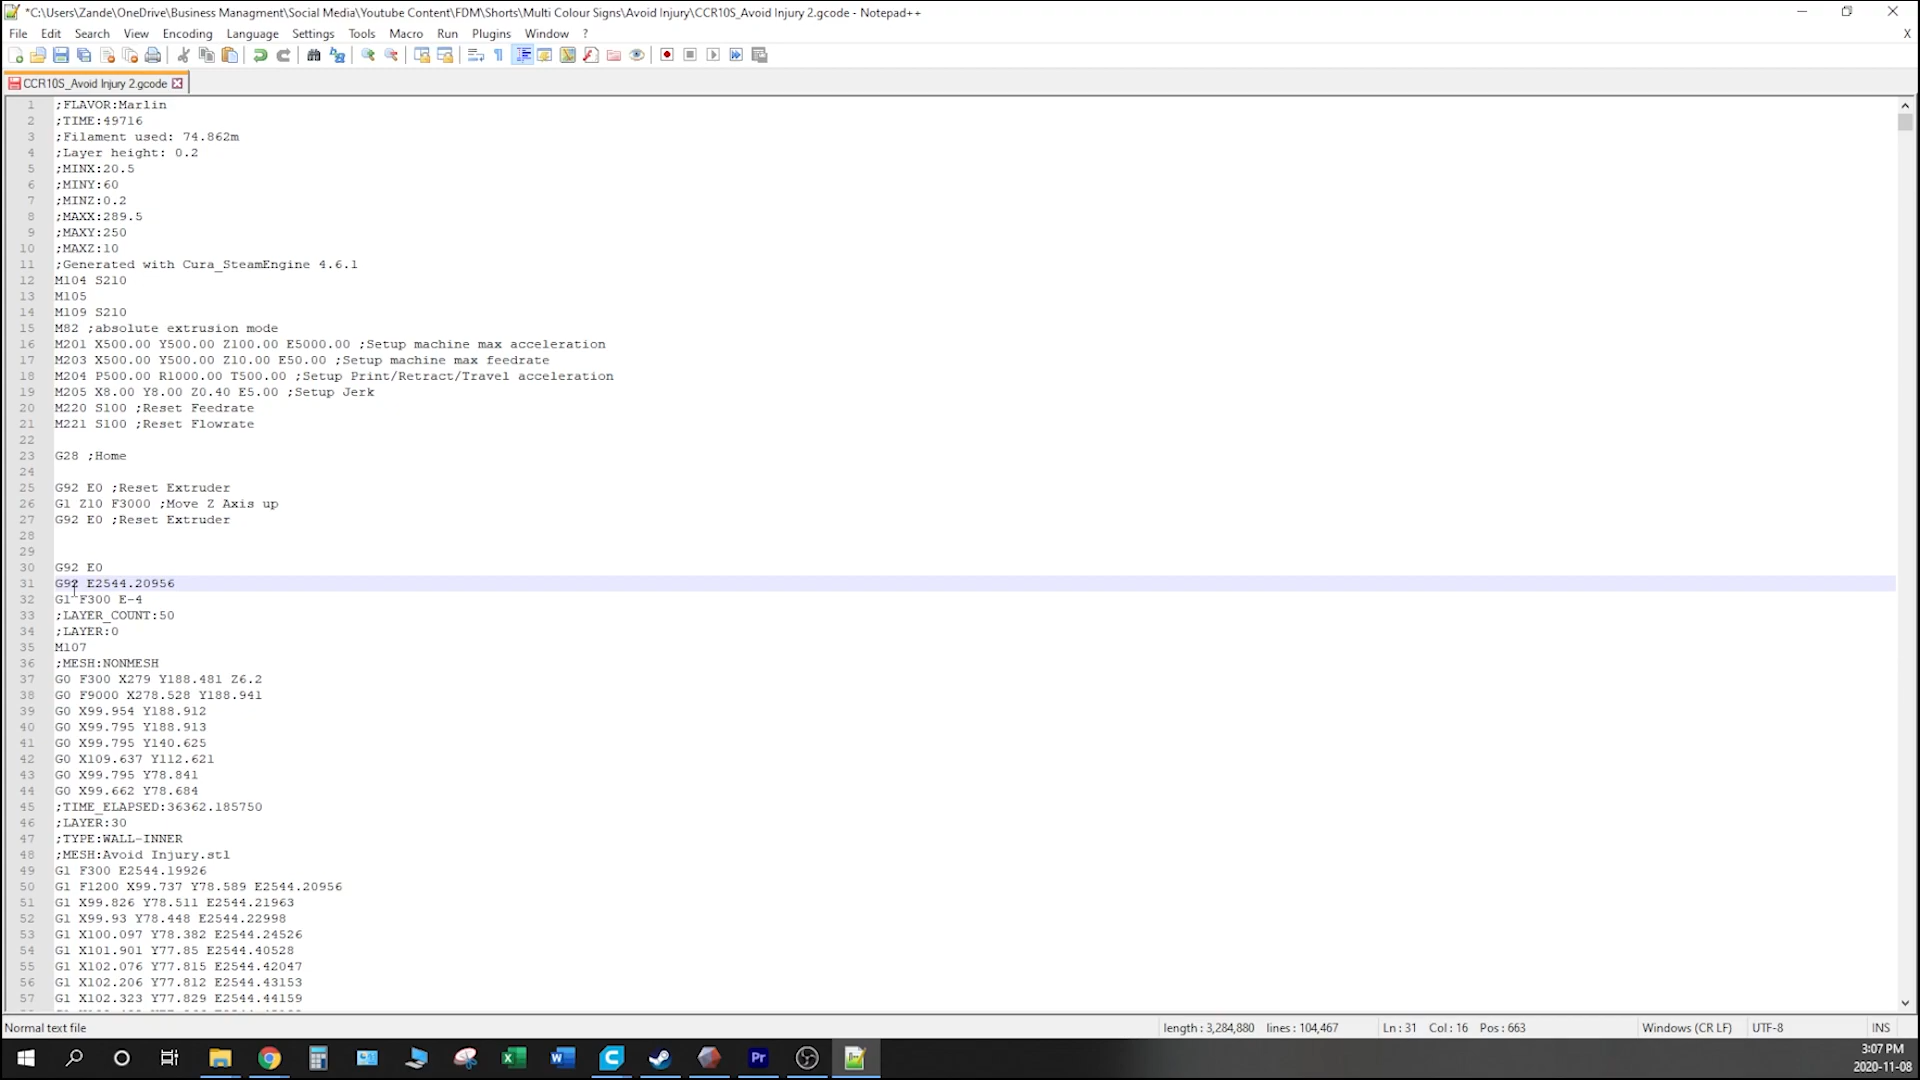 *C:\Users\Zande\OneDrive\Business Managment\Social Media\Youtube Content\FDM\Shorts\Multi Colour Signs\Avoid Injury\CCR10S_Avoid Injury 2.gcode - Notepad++
File Edit Search View Encoding Language Settings Tools Macro Run Plugins Window ? X
CCR10S_Avoid Injury 2.gcode
1 ;FLAVOR:Marlin
2 ;TIME:49716
3 ;Filament used: 74.862m
4 ;Layer height: 0.2
5 ;MINX:20.5
6 ;MINY:60
7 ;MINZ:0.2
8 ;MAXX:289.5
9 ;MAXY:250
10 ;MAXZ:10
11 ;Generated with Cura_SteamEngine 4.6.1
12 M104 S210
13 M105
14 M109 S210
15 M82 ;absolute extrusion mode
16 M201 X500.00 Y500.00 Z100.00 E5000.00 ;Setup machine max acceleration
17 M203 X500.00 Y500.00 Z10.00 E50.00 ;Setup machine max feedrate
18 M204 P500.00 R1000.00 T500.00 ;Setup Print/Retract/Travel acceleration
19 M205 X8.00 Y8.00 Z0.40 E5.00 ;Setup Jerk
20 M220 S100 ;Reset Feedrate
21 M221 S100 ;Reset Flowrate
22
23 G28 ;Home
24
25 G92 E0 ;Reset Extruder
26 G1 Z10 F3000 ;Move Z Axis up
27 G92 E0 ;Reset Extruder
28
29
30 G92 E0
31 G92 E2544.20956
32 G1 F300 E-4
33 ;LAYER_COUNT:50
34 ;LAYER:0
35 M107
36 ;MESH:NONMESH
37 G0 F300 X279 Y188.481 Z6.2
38 G0 F9000 X278.528 Y188.941
39 G0 X99.954 Y188.912
40 G0 X99.795 Y188.913
41 G0 X99.795 Y140.625
42 G0 X109.637 Y112.621
43 G0 X99.795 Y78.841
44 G0 X99.662 Y78.684
45 ;TIME_ELAPSED:36362.185750
46 ;LAYER:30
47 ;TYPE:WALL-INNER
48 ;MESH:Avoid Injury.stl
49 G1 F300 E2544.19926
50 G1 F1200 X99.737 Y78.589 E2544.20956
51 G1 X99.826 Y78.511 E2544.21963
52 G1 X99.93 Y78.448 E2544.22998
53 G1 X100.097 Y78.382 E2544.24526
54 G1 X101.901 Y77.85 E2544.40528
55 G1 X102.076 Y77.815 E2544.42047
56 G1 X102.206 Y77.812 E2544.43153
57 G1 X102.323 Y77.829 E2544.44159
Normal text file length : 3,284,880 lines : 104,467 Ln : 31 Col : 16 Pos : 663 Windows (CR LF) UTF-8 INS
3:07 PM
2020-11-08